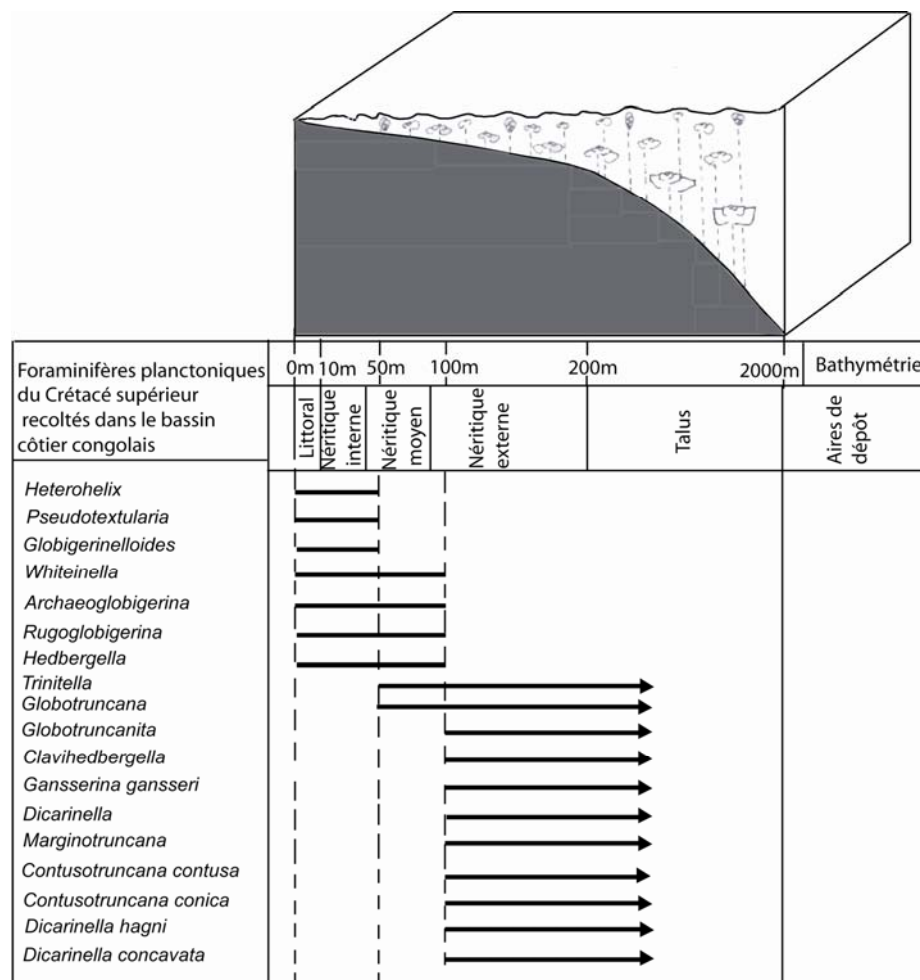 Foraminifères planctoniques
du Crétacé supérieur
recoltés dans le bassin
côtier congolais
0m 10m 50m 100m 200m 2000m Bathymétrie
Littoral
Néritique
interne
Néritique
moyen
Néritique
externe
Talus
Aires de
dépôt
Heterohelix
Pseudotextularia
Globigerinelloides
Whiteinella
Archaeoglobigerina
Rugoglobigerina
Hedbergella
Trinitella
Globotruncana
Globotruncanita
Clavihedbergella
Gansserina gansseri
Dicarinella
Marginotruncana
Contusotruncana contusa
Contusotruncana conica
Dicarinella hagni
Dicarinella concavata